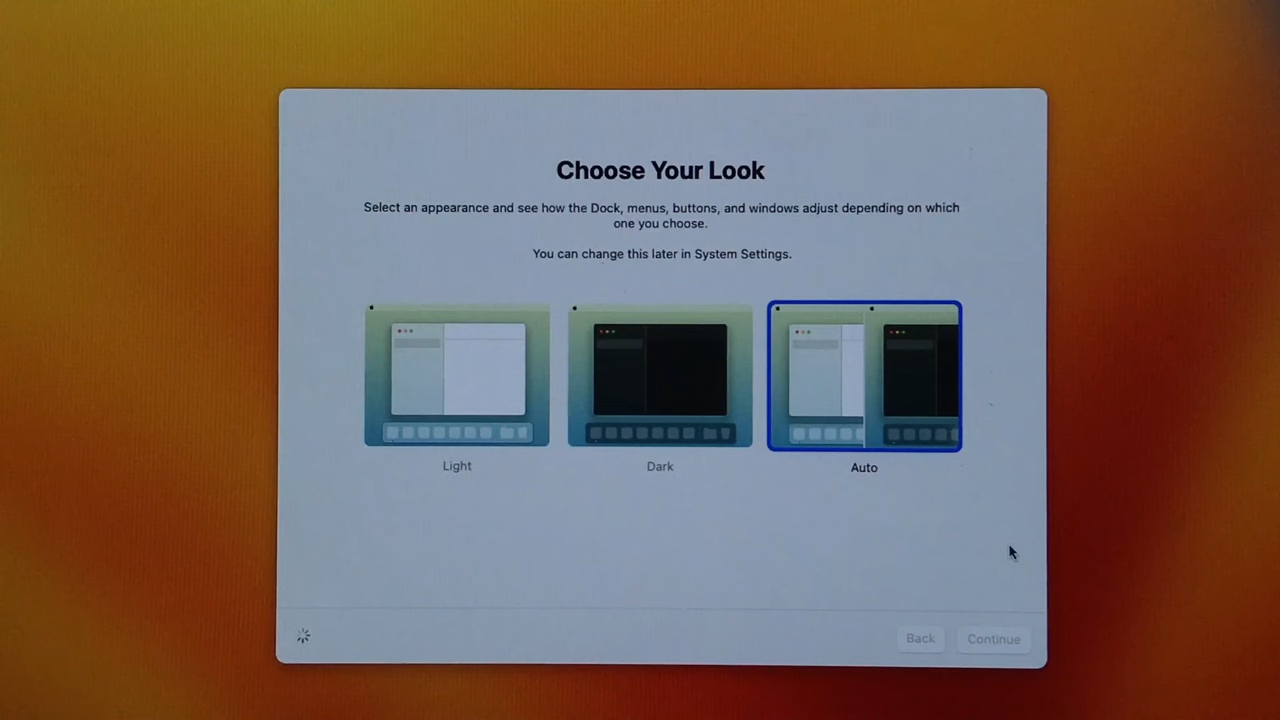 Choose Your Look
Select an appearance and see how the Dock, menus, buttons, and windows adjust depending on which
one you choose.
You can change this later in System Settings.
Light
Dark
Auto
Back
Continue